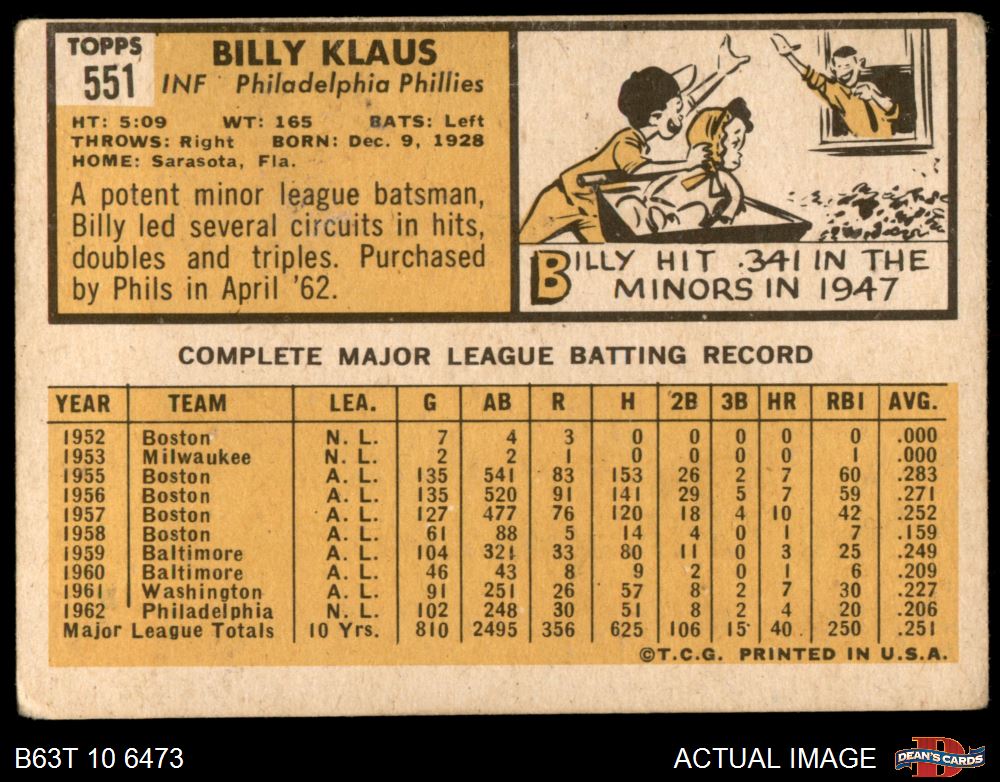 TOPPS
551
BILLY KLAUS
INF Philadelphia Phillies
HT: 5:09 WT: 165 BATS: Left
THROWS: Right BORN: Dec. 9, 1928
HOME: Sarasota, Fla.
A potent minor league batsman,
Billy led several circuits in hits,
doubles and triples. Purchased
by Phils in April '62.
BILLY HIT .341 IN THE
MINORS IN 1947
COMPLETE MAJOR LEAGUE BATTING RECORD
YEAR TEAM LEA. G AB R H 2B 3B HR RBI AVG.
1952 Boston N. L. 7 4 3 0 0 0 0 0 .000
1953 Milwaukee N. L. 2 2 1 0 0 0 0 1 .000
1955 Boston A. L. 135 541 83 153 26 2 7 60 .283
1956 Boston A. L. 135 520 91 141 29 5 7 59 .271
1957 Boston A. L. 127 477 76 120 18 4 10 42 .252
1958 Boston A. L. 61 88 5 14 4 0 1 7 .159
1959 Baltimore A. L. 104 321 33 80 11 0 3 25 .249
1960 Baltimore A. L. 46 43 8 9 2 0 1 6 .209
1961 Washington A. L. 91 251 26 57 8 2 7 30 .227
1962 Philadelphia N. L. 102 248 30 51 8 2 4 20 .206
Major League Totals 10 Yrs. 810 2495 356 625 106 15 40 250 .251
©T.C.G. PRINTED IN U.S.A.
B63T 10 6473
ACTUAL IMAGE
D
DEAN'S CARDS